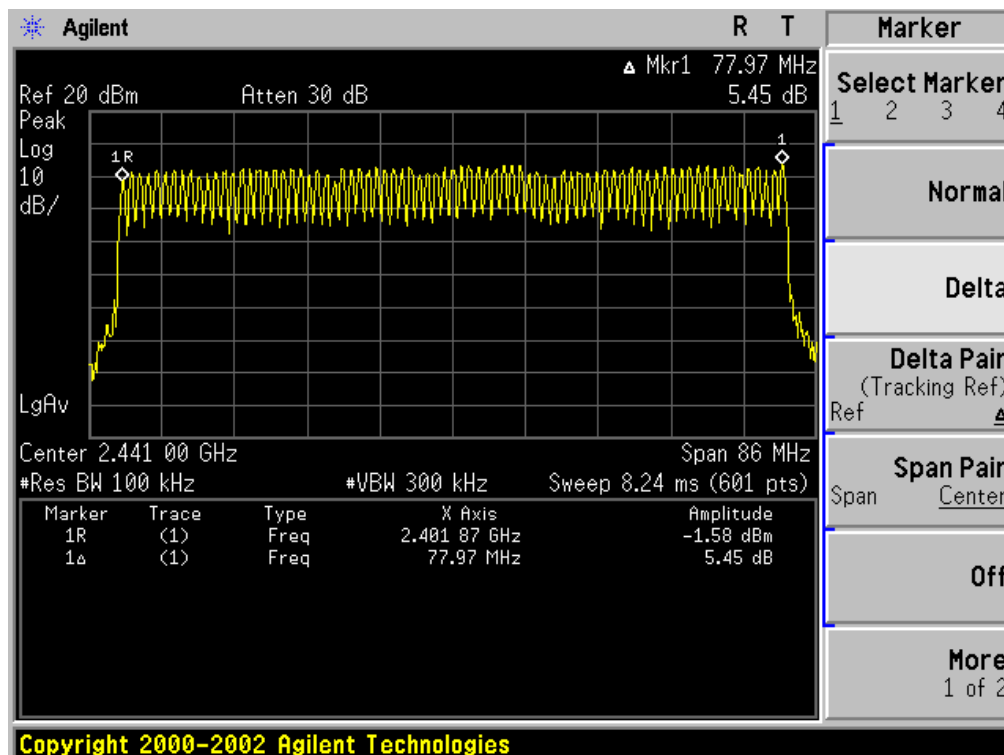 Agilent R T
Δ Mkr1 77.97 MHz
Ref 20 dBm Atten 30 dB 5.45 dB
Peak
Log
10
dB/
1R
1
LgAv
Center 2.441 00 GHz Span 86 MHz
#Res BW 100 kHz #VBW 300 kHz Sweep 8.24 ms (601 pts)
Marker Trace Type X Axis Amplitude
1R (1) Freq 2.401 87 GHz -1.58 dBm
1Δ (1) Freq 77.97 MHz 5.45 dB
Copyright 2000-2002 Agilent Technologies
Marker
Select Marker
1 2 3 4
Normal
Delta
Delta Pair
(Tracking Ref)
Ref Δ
Span Pair
Span Center
Off
More
1 of 2